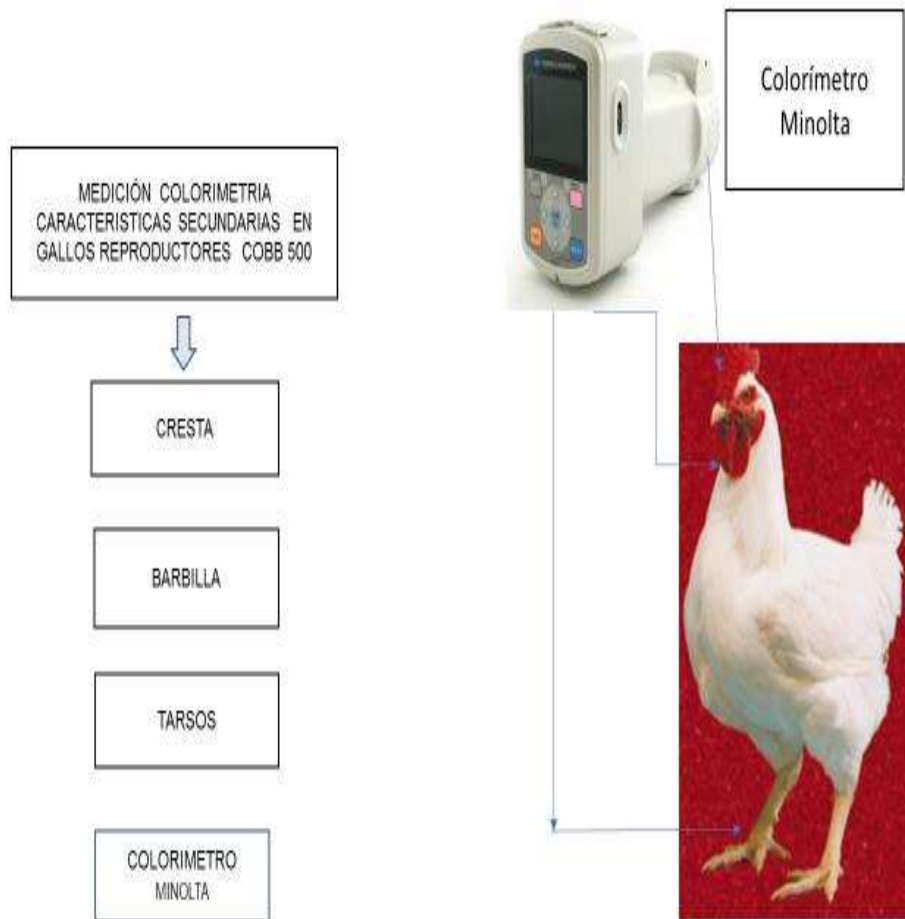 MEDICIÓN COLORIMETRIA
CARACTERISTICAS SECUNDARIAS EN
GALLOS REPRODUCTORES COBB 500
CRESTA
BARBILLA
TARSOS
COLORIMETRO
MINOLTA
Colorímetro
Minolta